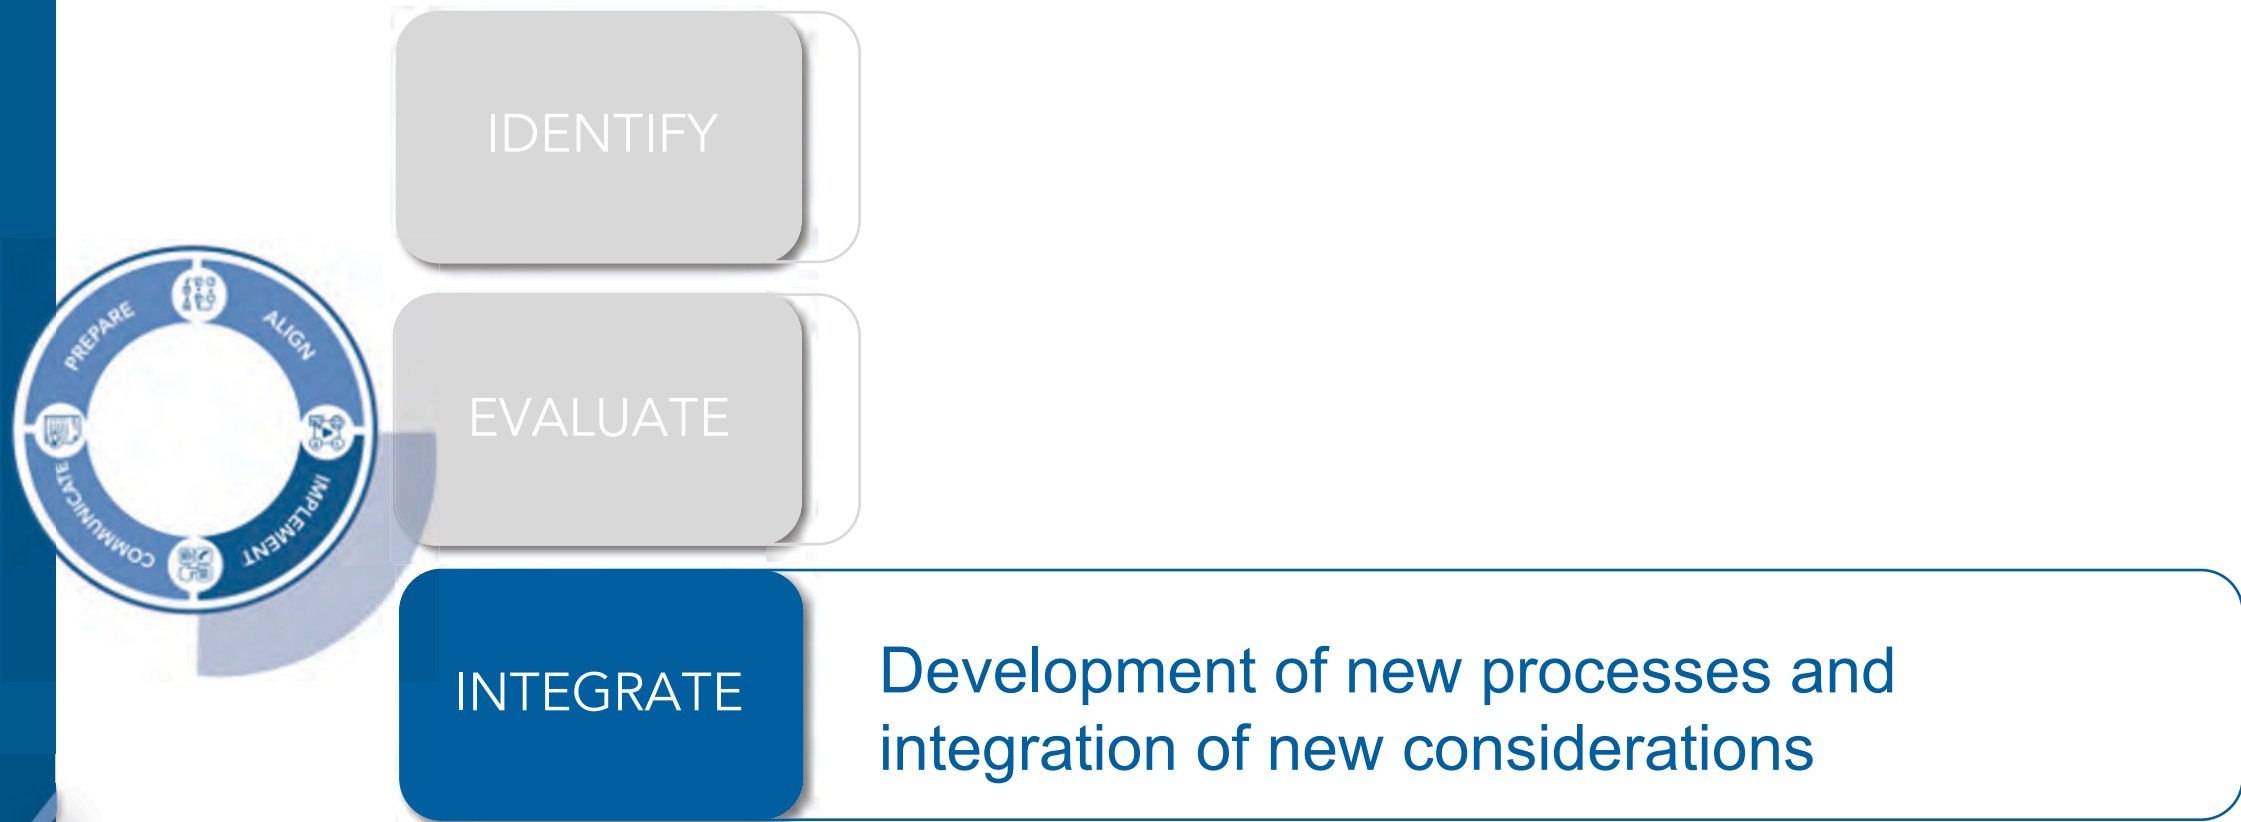 IDENTIFY
PREPARE
ALIGN
EVALUATE
COMMUNICATE
IMPLEMENT
INTEGRATE
Development of new processes and
integration of new considerations